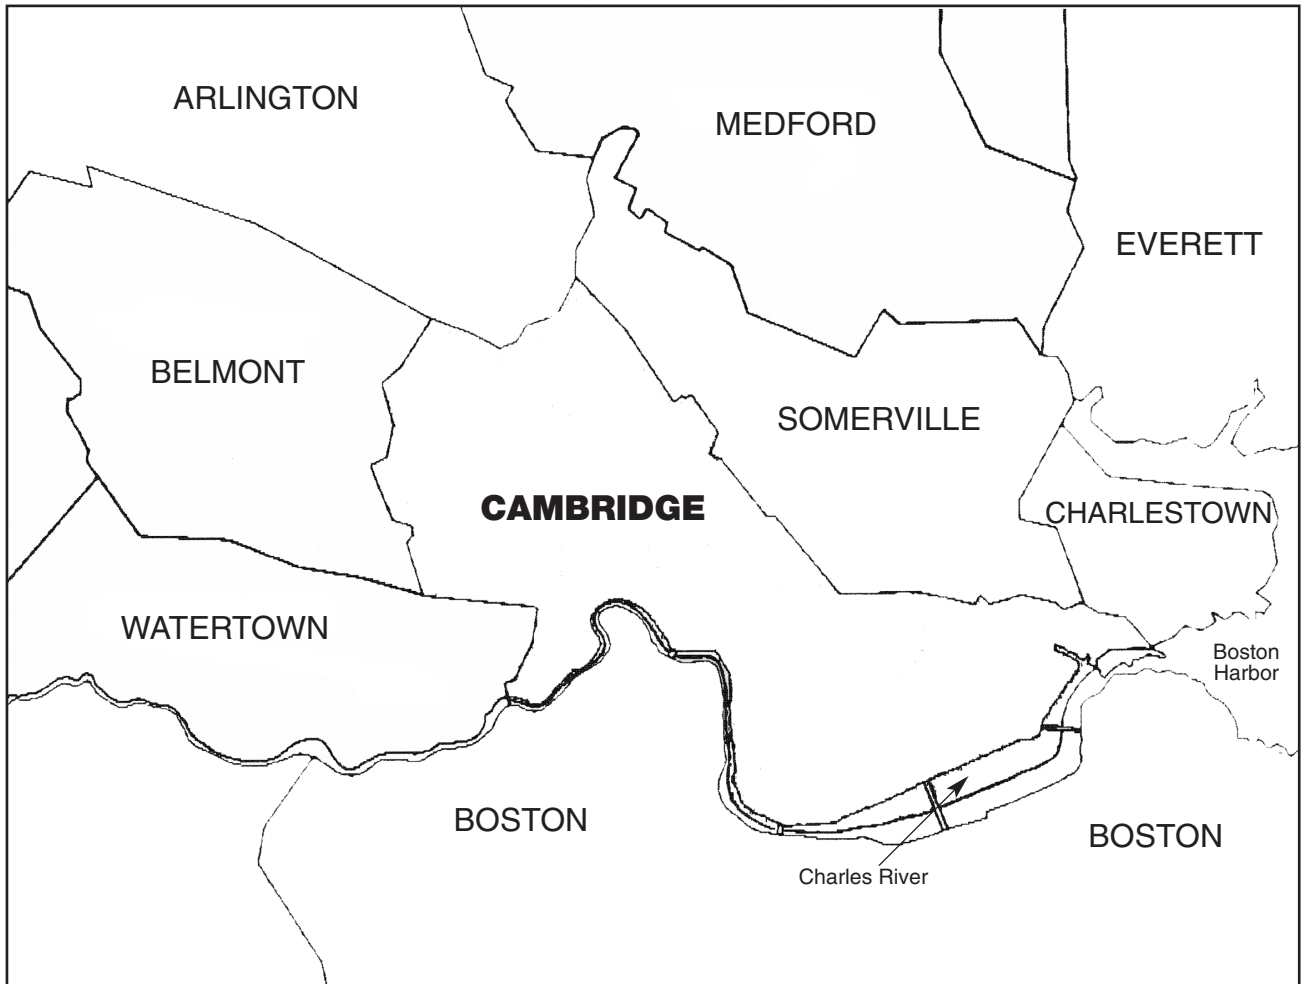 ARLINGTON
MEDFORD
EVERETT
BELMONT
SOMERVILLE
CAMBRIDGE
CHARLESTOWN
WATERTOWN
Boston
Harbor
BOSTON
BOSTON
Charles River